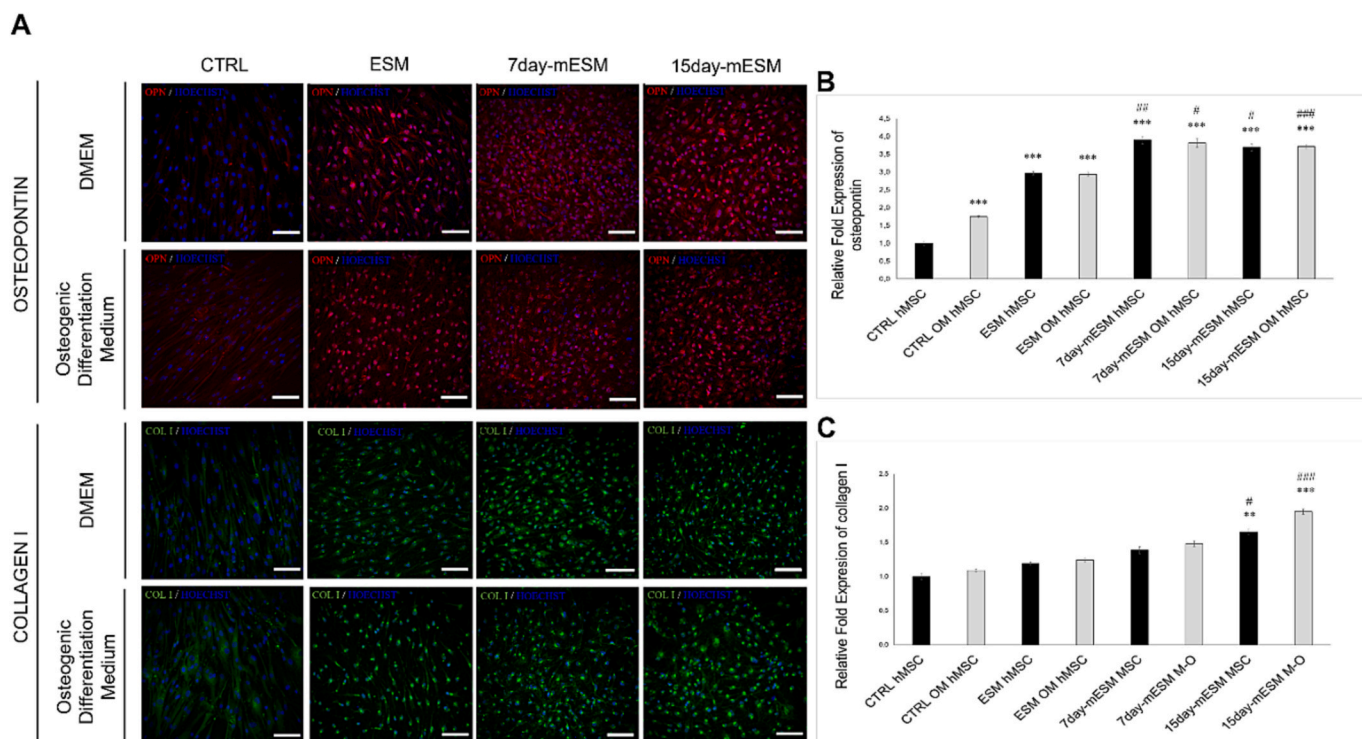 A
CTRL
ESM
7day-mESM
15day-mESM
OSTEOPONTIN
DMEM
OPN / HOECHST
OPN / HOECHST
OPN / HOECHST
OPN / HOECHST
Osteogenic
Differentiation
Medium
OPN / HOECHST
OPN / HOECHST
OPN / HOECHST
OPN / HOECHST
COLLAGEN I
DMEM
COL I / HOECHST
COL I / HOECHST
COL I / HOECHST
COL I / HOECHST
Osteogenic
Differentiation
Medium
COL I / HOECHST
COL I / HOECHST
COL I / HOECHST
COL I / HOECHST
B
Relative Fold Expression of
osteopontin
4,5
4,0
3,5
3,0
2,5
2,0
1,5
1,0
0,5
0,0
## # # ###
*** *** *** *** *** *** ***
CTRL hMSC
CTRL OM hMSC
ESM hMSC
ESM OM hMSC
7day-mESM hMSC
7day-mESM OM hMSC
15day-mESM hMSC
15day-mESM OM hMSC
C
Relative Fold Expresion of collagen I
2.5
2.0
1.5
1.0
0.5
0.0
# ###
** ***
CTRL hMSC
CTRL OM hMSC
ESM hMSC
ESM OM hMSC
7day-mESM MSC
7day-mESM M-O
15day-mESM MSC
15day-mESM M-O